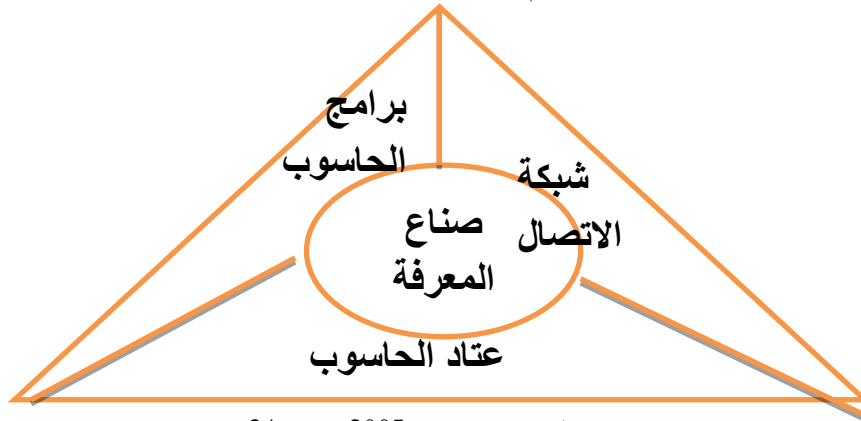 برامج
الحاسوب
شبكة
الاتصال
صناع
المعرفة
عتاد الحاسوب